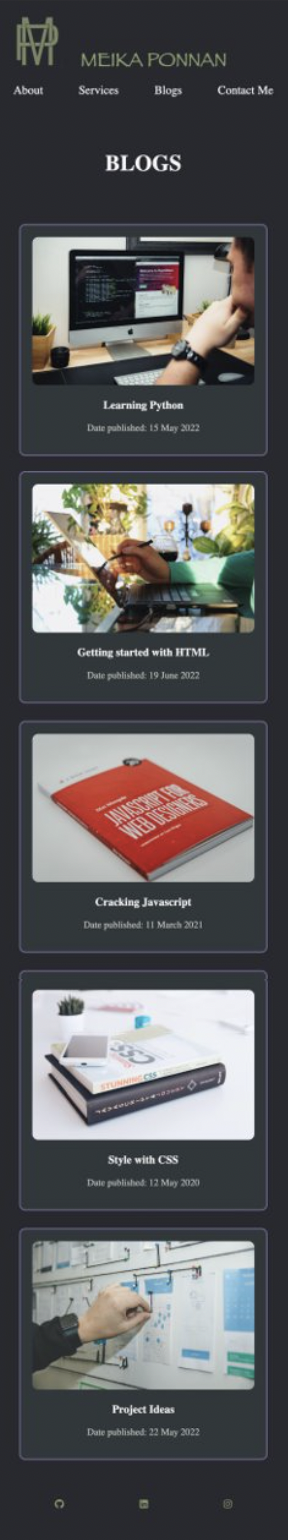 MP
MEIKA PONNAN
About Services Blogs Contact Me
BLOGS
Learning Python
Date published: 15 May 2022
Getting started with HTML
Date published: 19 June 2022
JAVASCRIPT FOR
WEB DESIGNERS
Cracking Javascript
Date published: 11 March 2021
CSS
STUNNING CSS
Style with CSS
Date published: 12 May 2020
Project Ideas
Date published: 22 May 2022